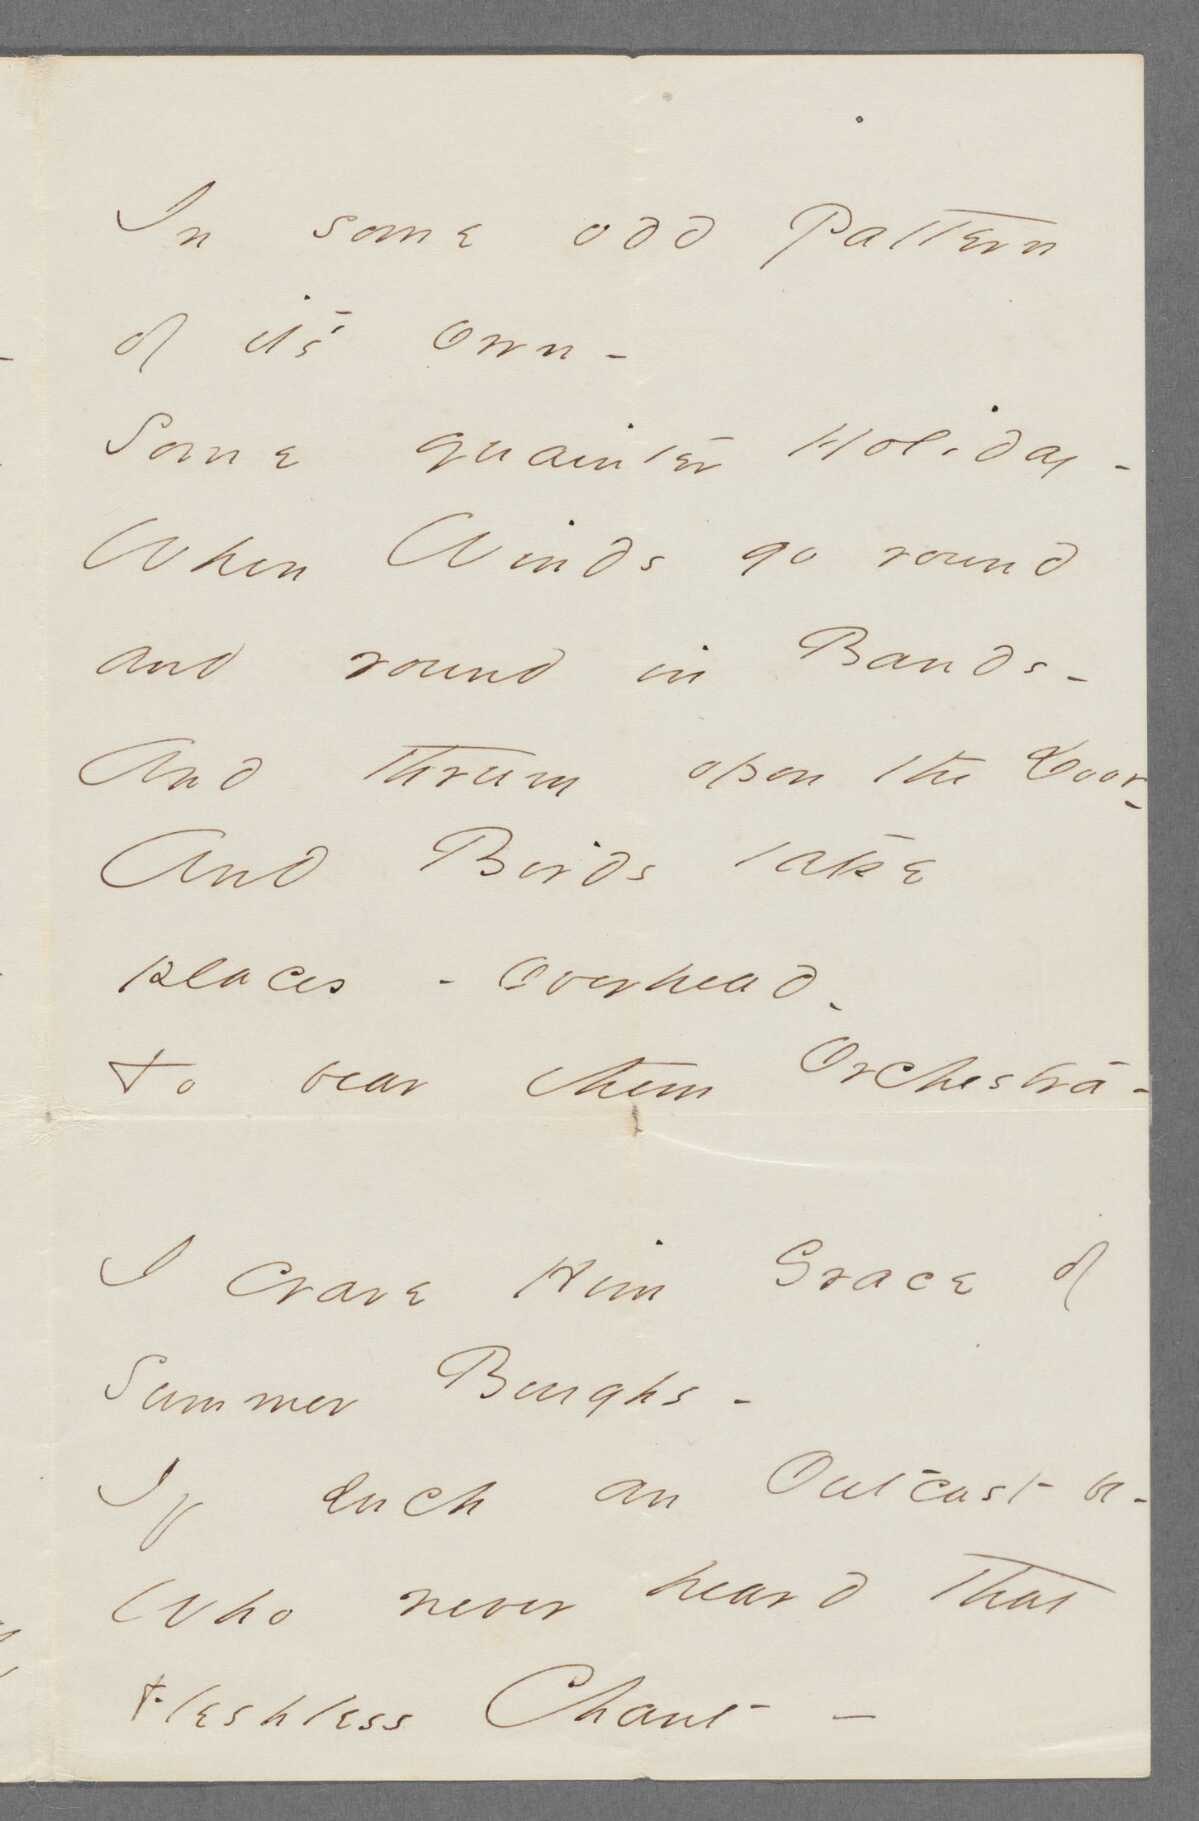 In some odd Pattern
of it's own -
Some quainter Holiday -
When Winds go round
and round in Bands -
And thrum opon the Door -
And Birds take
places - Overhead -
To bear them Orchestra -
I crave Him Grace of
Summer Boughs -
If such an Outcast be -
Who never heard that
fleshless Chant -